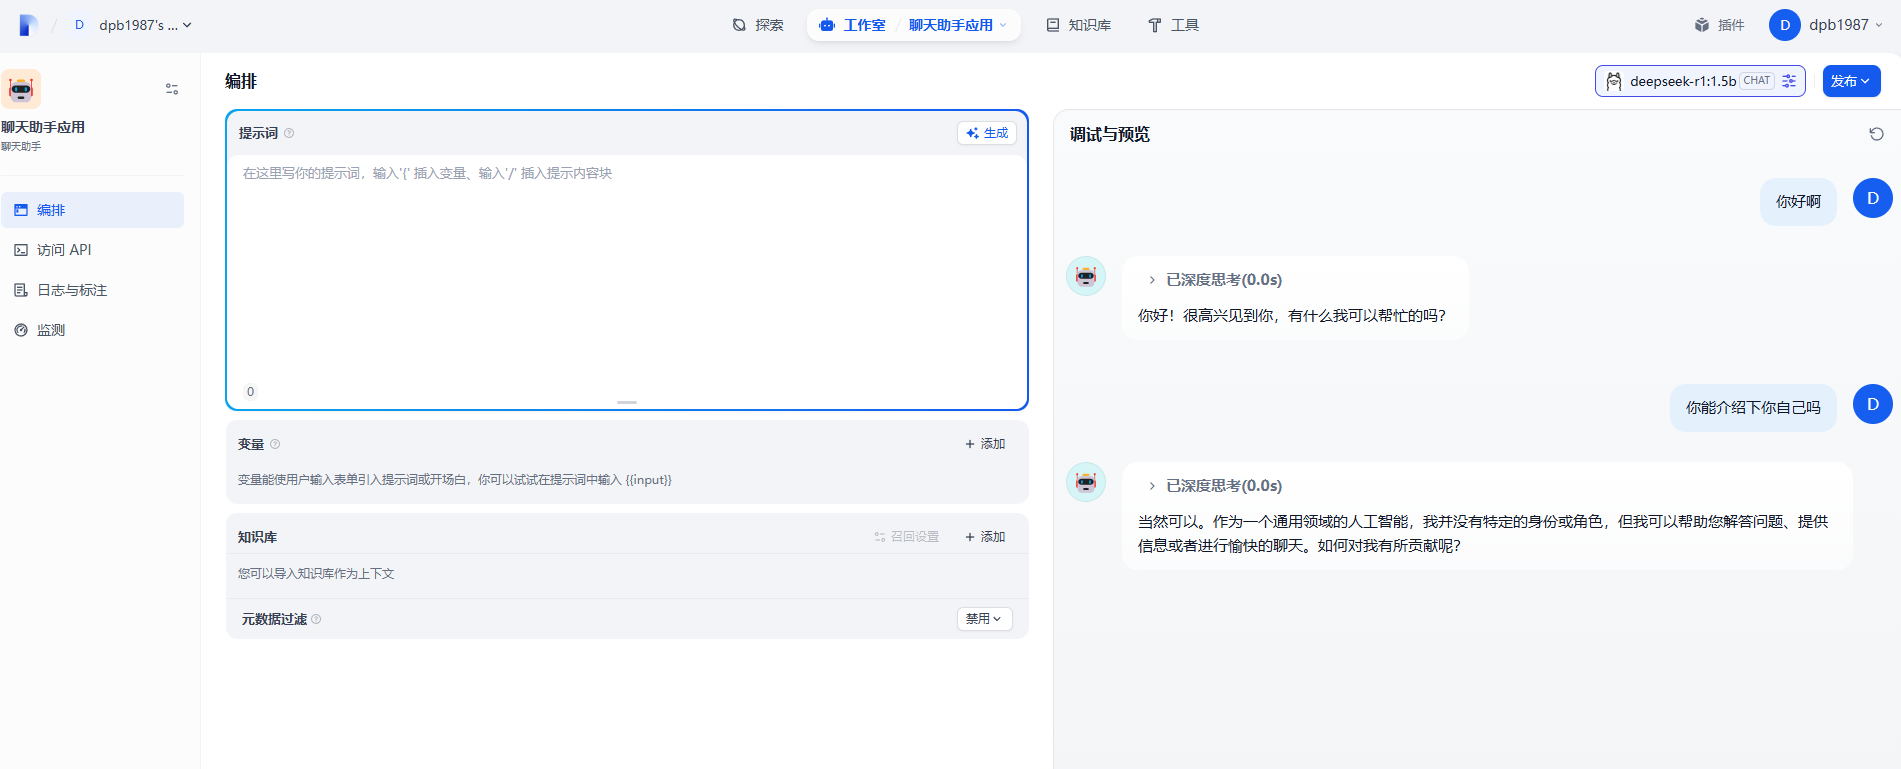 D dpb1987's ...
探索
工作室 / 聊天助手应用
知识库
工具
插件
D dpb1987
聊天助手应用
聊天助手
编排
访问 API
日志与标注
监测
编排
deepseek-r1:1.5b CHAT
发布
提示词
生成
在这里写你的提示词，输入'{' 插入变量、输入'/' 插入提示内容块
0
变量
+ 添加
变量能使用户输入表单引入提示词或开场白，你可以试试在提示词中输入 {{input}}
知识库
召回设置
+ 添加
您可以导入知识库作为上下文
元数据过滤
禁用
调试与预览
你好啊
D
已深度思考(0.0s)
你好！很高兴见到你，有什么我可以帮忙的吗？
你能介绍下你自己吗
D
已深度思考(0.0s)
当然可以。作为一个通用领域的人工智能，我并没有特定的身份或角色，但我可以帮助您解答问题、提供
信息或者进行愉快的聊天。如何对我有所贡献呢？